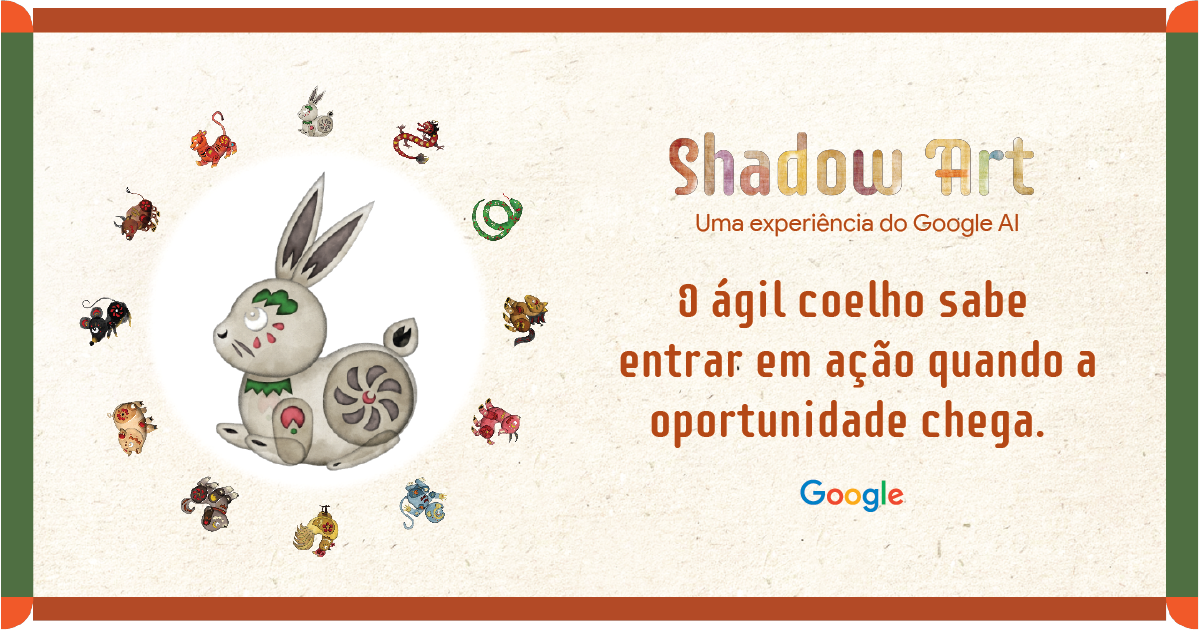 Shadow Art
Uma experiência do Google AI
O ágil coelho sabe
entrar em ação quando a
oportunidade chega.
Google